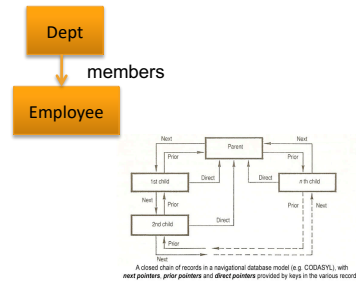 Dept
members
Employee
Next
Parent
Next
Prior
Prior
1st child
Direct
Direct
n-th child
Next
Prior
Prior
Next
2nd child
Direct
Prior
Next
A closed chain of records in a navigational database model (e.g. CODASYL), with
next pointers, prior pointers and direct pointers provided by keys in the various record